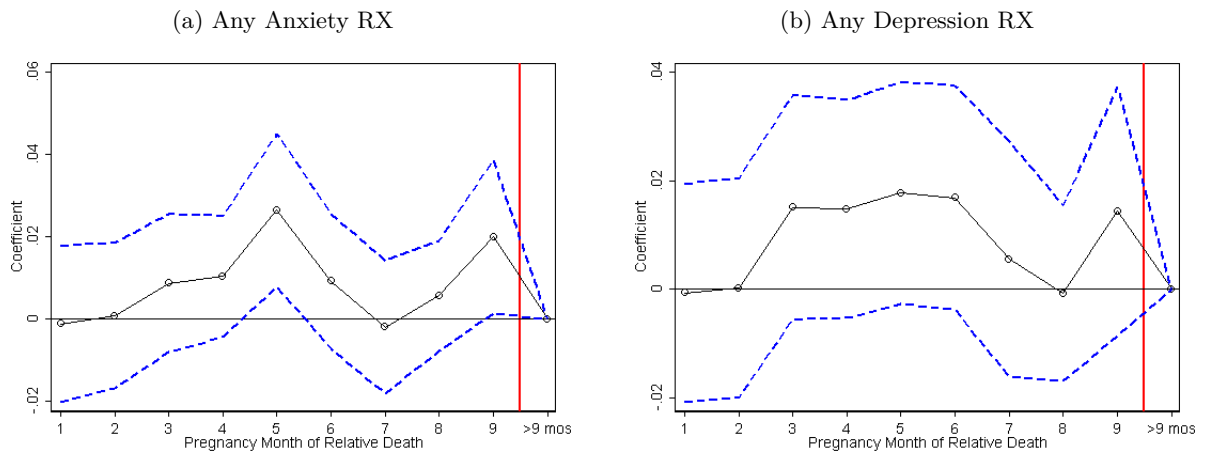 (a) Any Anxiety RX
.06
.04
.02
0
-.02
Coefficient
1 2 3 4 5 6 7 8 9 >9 mos
Pregnancy Month of Relative Death
(b) Any Depression RX
.04
.02
0
-.02
Coefficient
1 2 3 4 5 6 7 8 9 >9 mos
Pregnancy Month of Relative Death